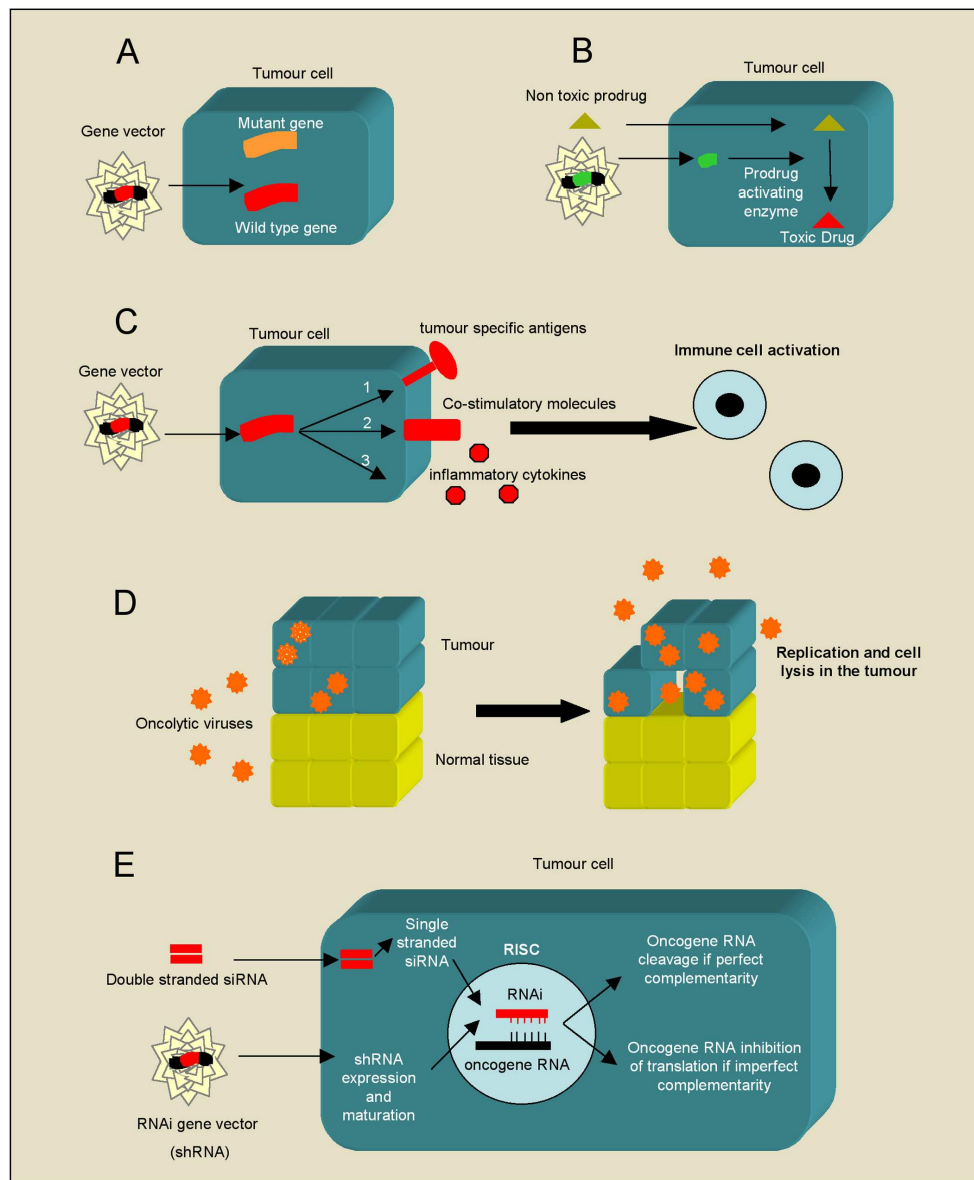 A
Tumour cell
Gene vector
Mutant gene
Wild type gene
B
Tumour cell
Non toxic prodrug
Prodrug
activating
enzyme
Toxic Drug
C
Tumour cell
Gene vector
1
2
3
tumour specific antigens
Co-stimulatory molecules
inflammatory cytokines
Immune cell activation
D
Oncolytic viruses
Tumour
Normal tissue
Replication and cell
lysis in the tumour
E
Tumour cell
Double stranded siRNA
Single
stranded
siRNA
RISC
RNAi
oncogene RNA
Oncogene RNA
cleavage if perfect
complementarity
RNAi gene vector
(shRNA)
shRNA
expression
and
maturation
Oncogene RNA inhibition
of translation if imperfect
complementarity